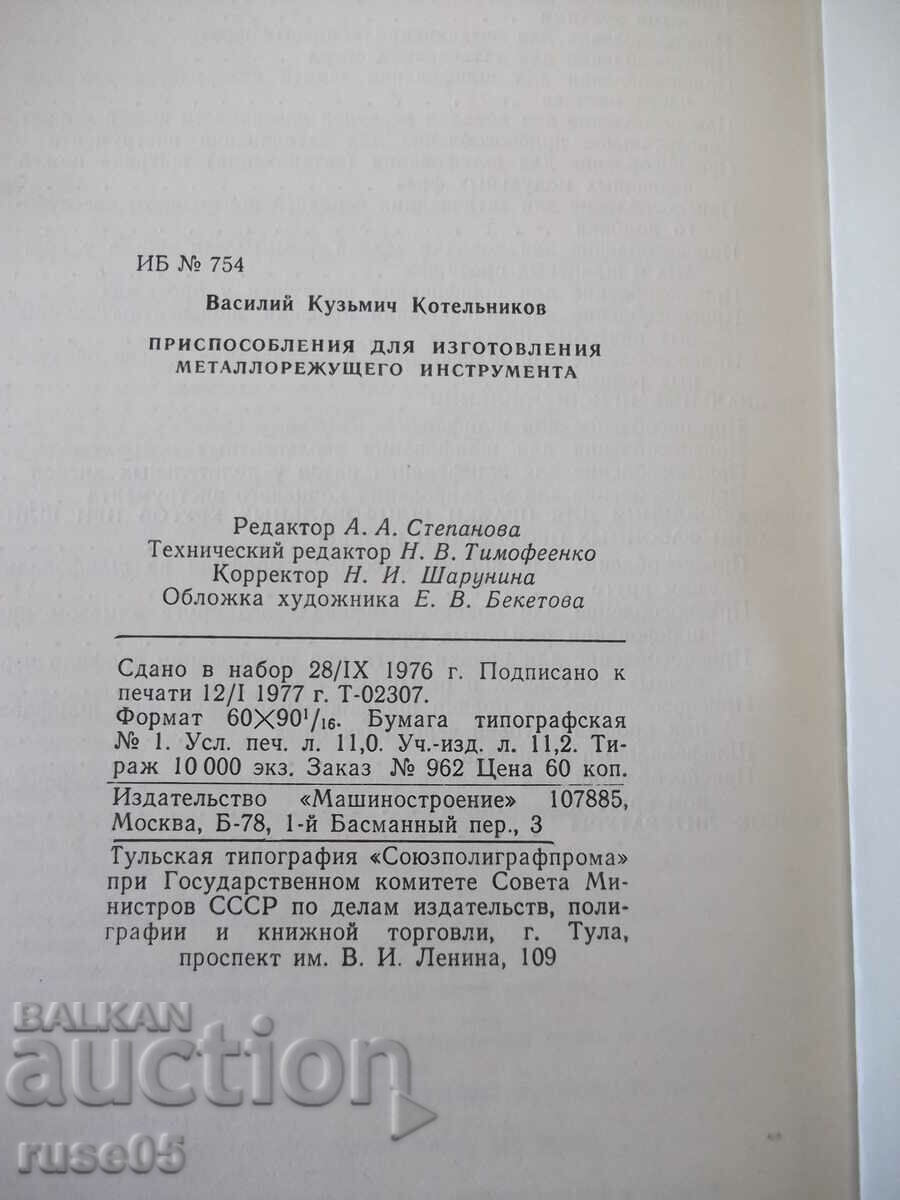 ИБ № 754
Василий Кузьмич Котельников
ПРИСПОСОБЛЕНИЯ ДЛЯ ИЗГОТОВЛЕНИЯ
МЕТАЛЛОРЕЖУЩЕГО ИНСТРУМЕНТА
Редактор А. А. Степанова
Технический редактор Н. В. Тимофеенко
Корректор Н. И. Шарунина
Обложка художника Е. В. Бекетова
Сдано в набор 28/IX 1976 г. Подписано к
печати 12/I 1977 г. Т-02307.
Формат 60×90¹/₁₆. Бумага типографская
№ 1. Усл. печ. л. 11,0. Уч.-изд. л. 11,2. Ти-
раж 10 000 экз. Заказ № 962 Цена 60 коп.
Издательство «Машиностроение» 107885,
Москва, Б-78, 1-й Басманный пер., 3
Тульская типография «Союзполиграфпрома»
при Государственном комитете Совета Ми-
нистров СССР по делам издательств, поли-
графии и книжной торговли, г. Тула,
проспект им. В. И. Ленина, 109
BALKAN
auction
ruse05